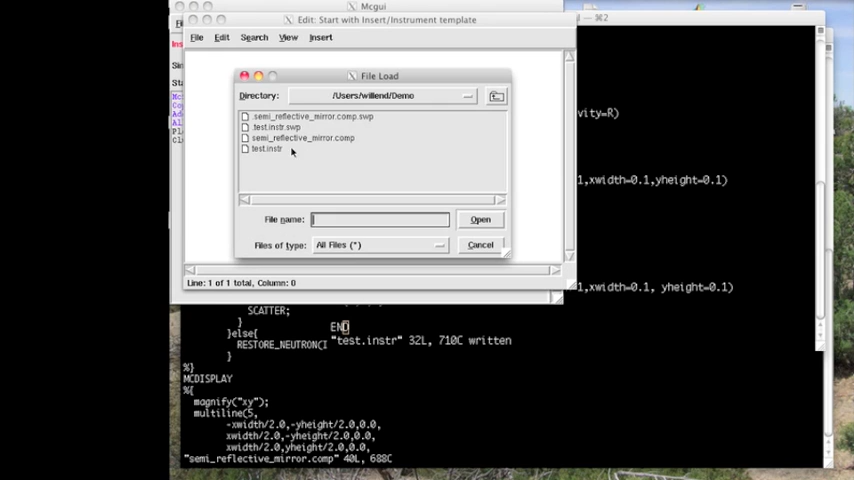 Mcgui
Edit: Start with Insert/Instrument template
— ⌘2
File Edit Search View Insert
File Load
Directory: /Users/willend/Demo
.semi_reflective_mirror.comp.swp
.test.instr.swp
semi_reflective_mirror.comp
test.instr
File name: Open
Files of type: All Files (*) Cancel
Line: 1 of 1 total, Column: 0
vity=R)
1,xwidth=0.1,yheight=0.1)
1,xwidth=0.1, yheight=0.1)
SCATTER;
}
}else{
RESTORE_NEUTRON(I
}
%}
MCDISPLAY
%{
magnify("xy");
multiline(5,
-xwidth/2.0,-yheight/2.0,0.0,
xwidth/2.0,-yheight/2.0,0.0,
xwidth/2.0,yheight/2.0,0.0,
"semi_reflective_mirror.comp" 40L, 688C
END
"test.instr" 32L, 710C written